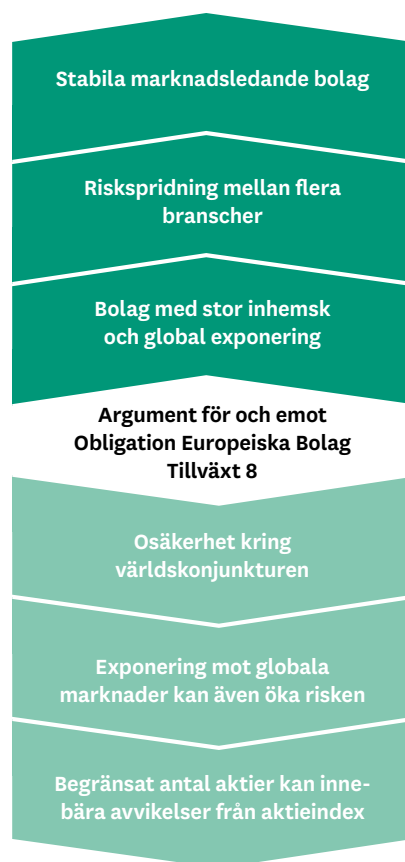 Stabila marknadsledande bolag
Riskspridning mellan flera
branscher
Bolag med stor inhemsk
och global exponering
Argument för och emot
Obligation Europeiska Bolag
Tillväxt 8
Osäkerhet kring
världskonjunkturen
Exponering mot globala
marknader kan även öka risken
Begränsat antal aktier kan inne-
bära avvikelser från aktieindex